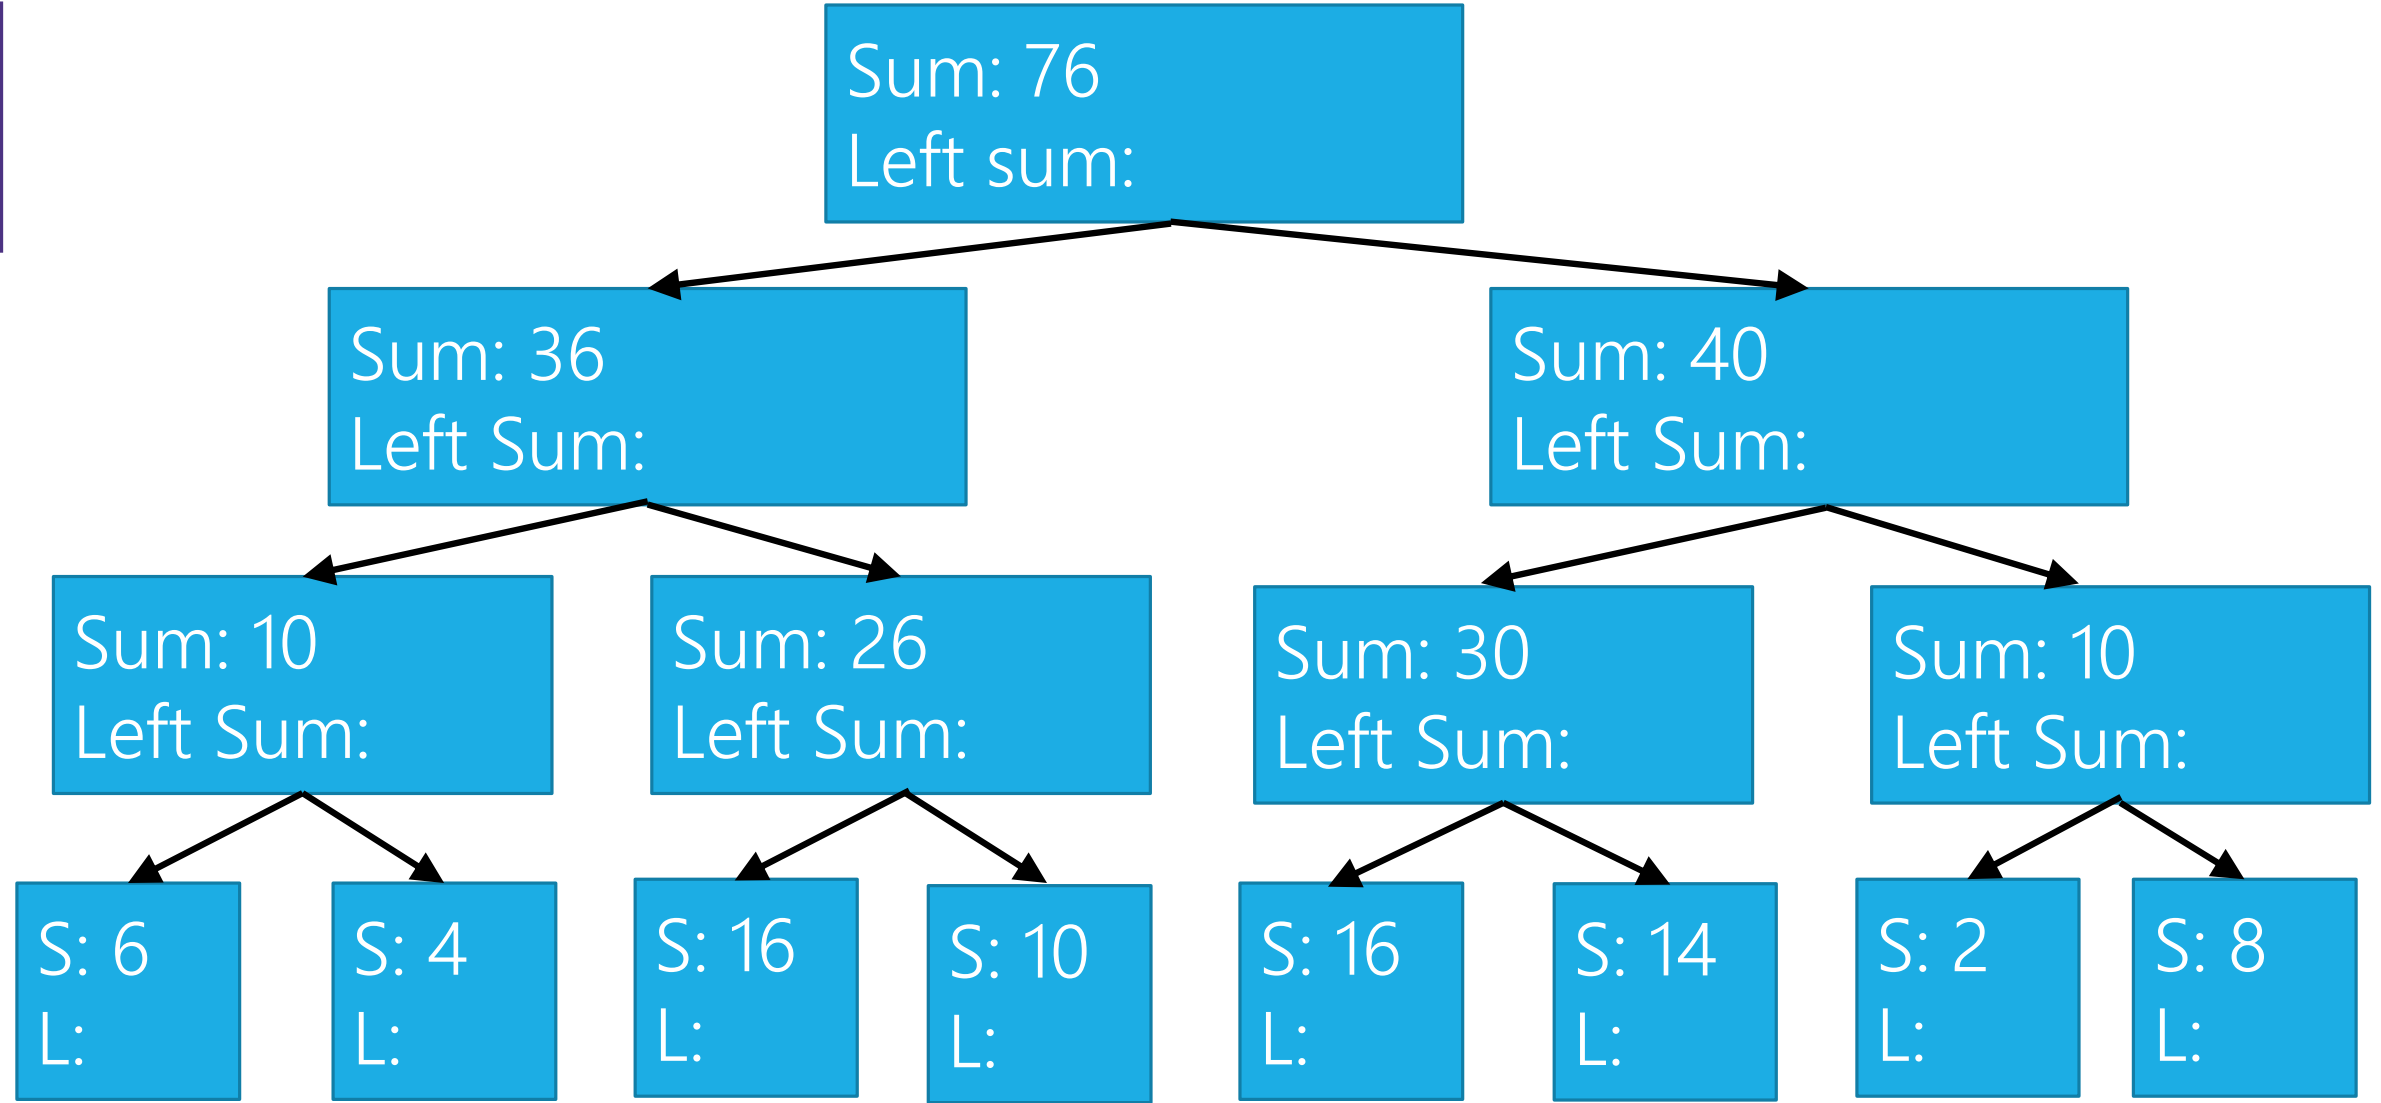 Sum: 76
Left sum:
Sum: 36
Left Sum:
Sum: 40
Left Sum:
Sum: 10
Left Sum:
Sum: 26
Left Sum:
Sum: 30
Left Sum:
Sum: 10
Left Sum:
S: 6
L:
S: 4
L:
S: 16
L:
S: 10
L:
S: 16
L:
S: 14
L:
S: 2
L:
S: 8
L: